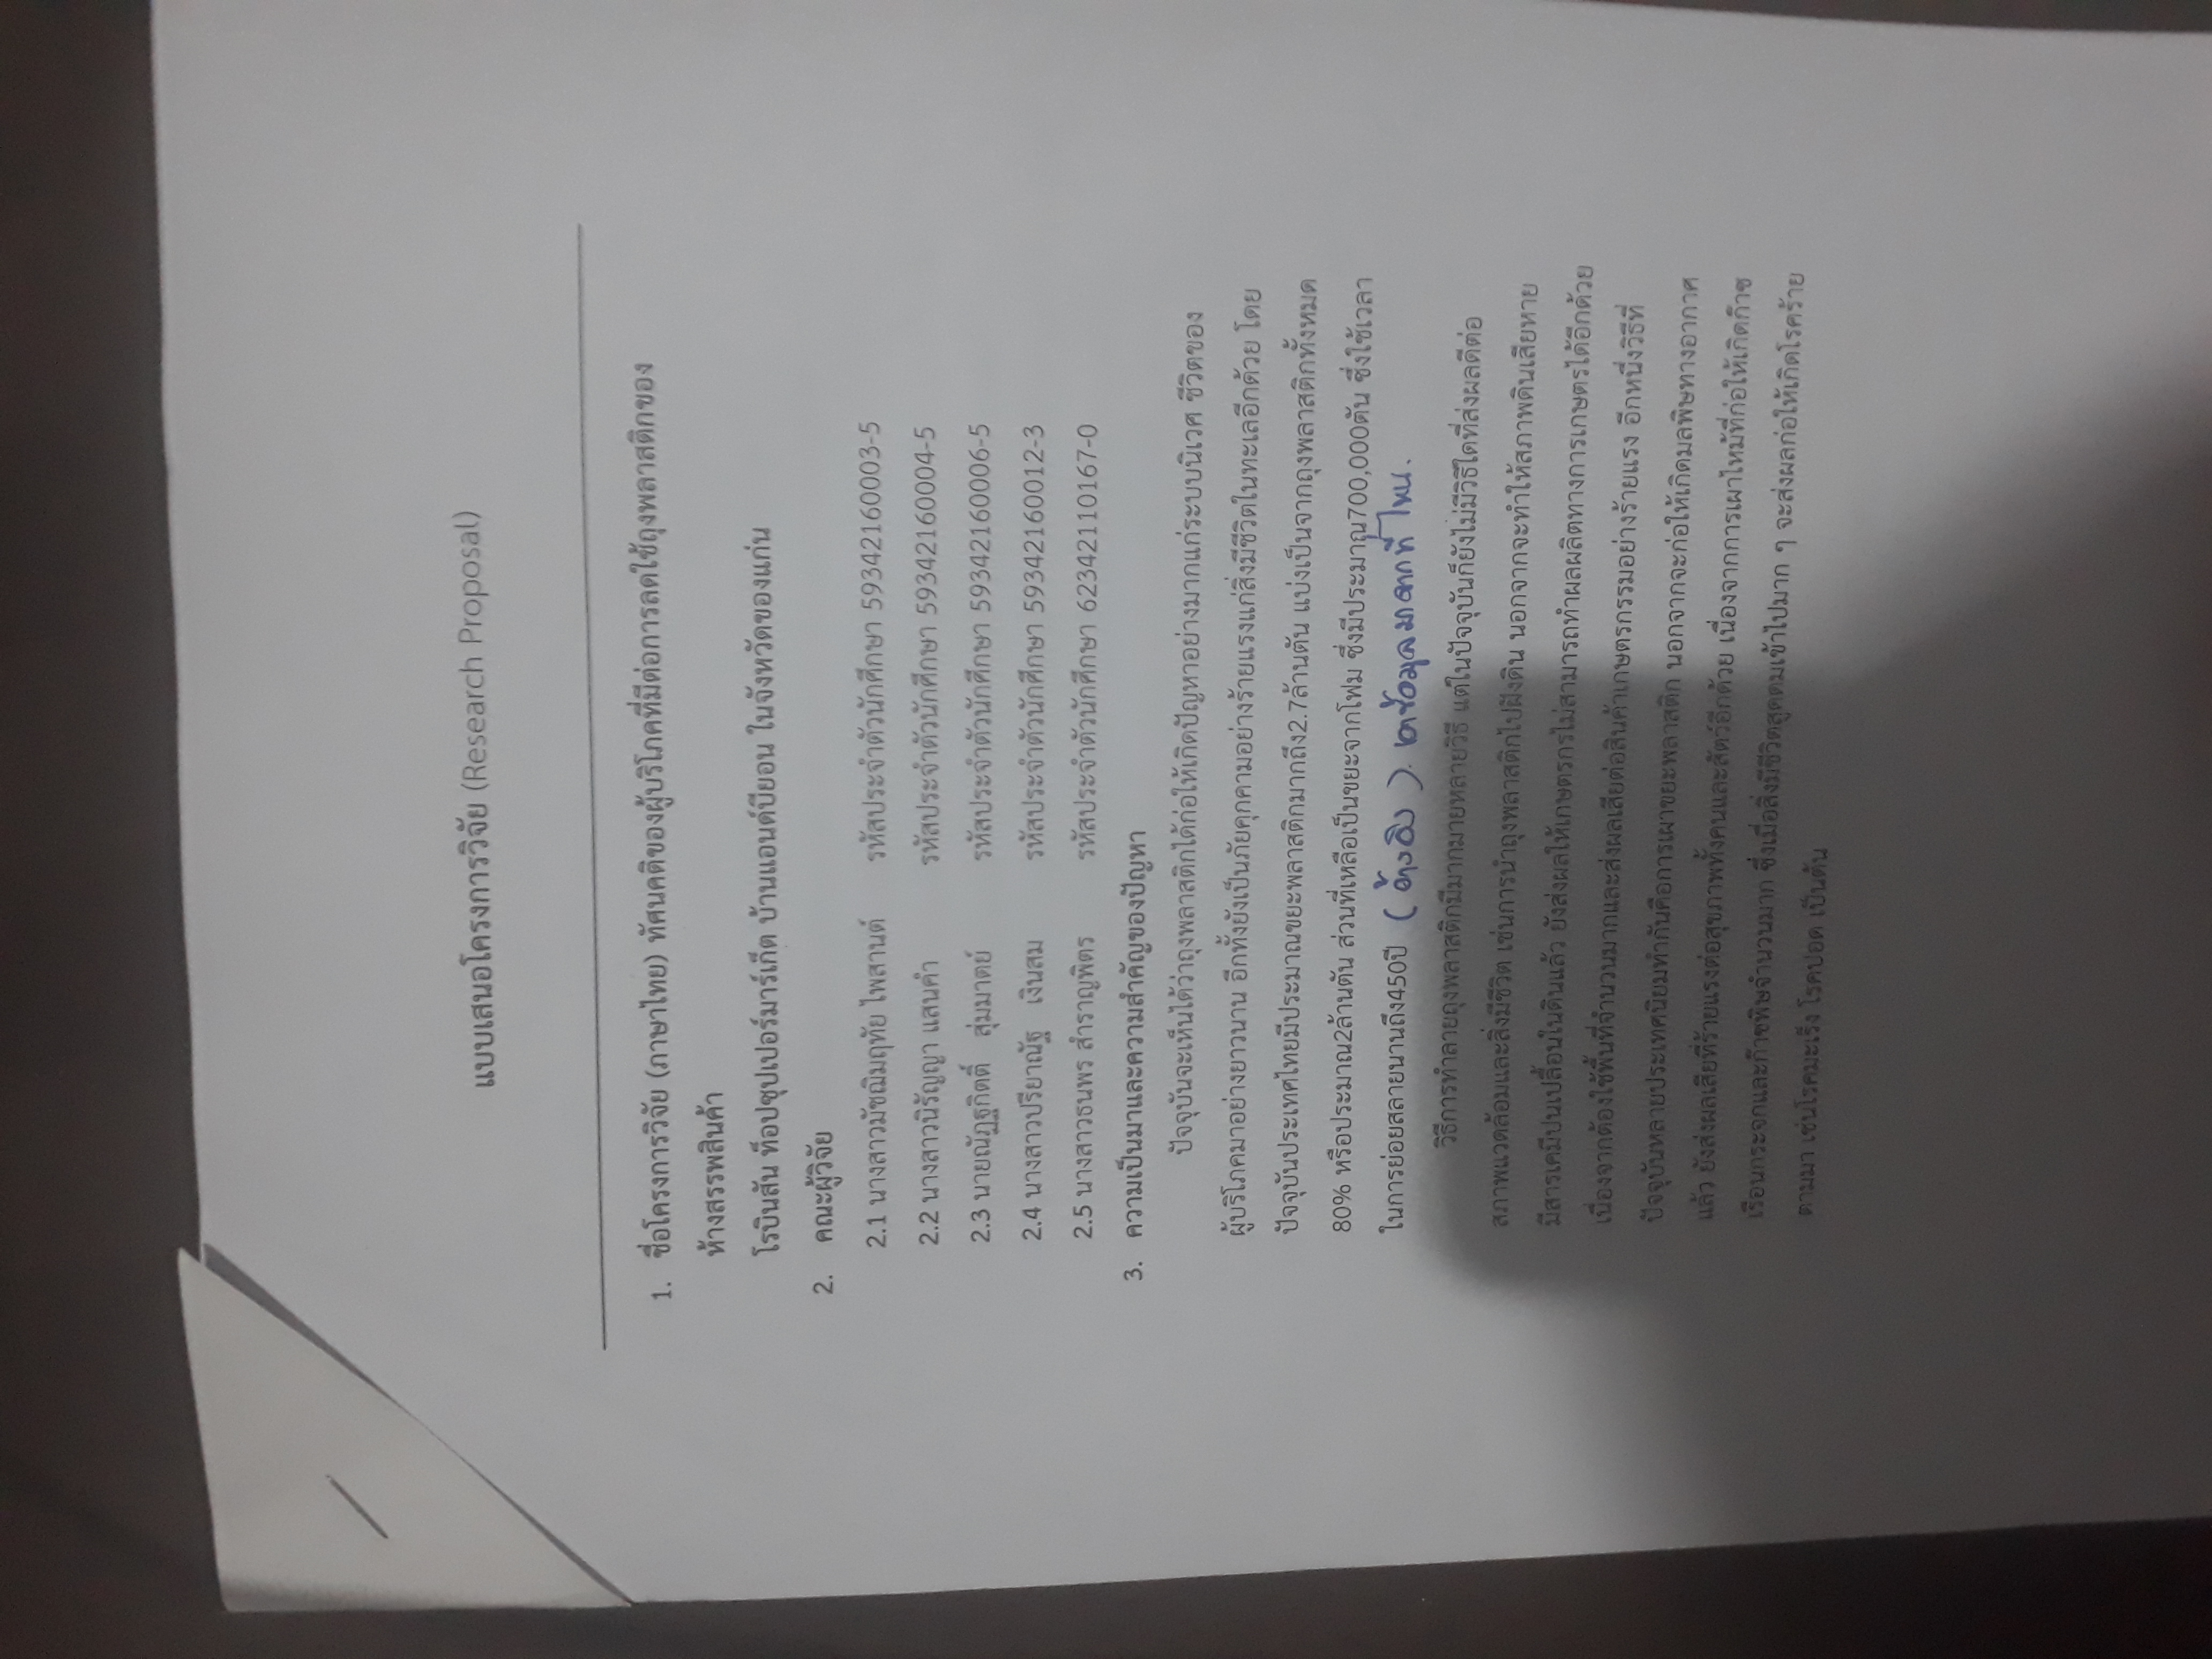 แบบเสนอโครงการวิจัย (Research Proposal)
1. ชื่อโครงการวิจัย (ภาษาไทย) ทัศนคติของผู้บริโภคที่มีต่อการลดใช้ถุงพลาสติกของ
ห้างสรรพสินค้า
โรบินสัน ท็อปซุปเปอร์มาร์เก็ต บ้านแอนด์บียอน ในจังหวัดของแก่น
2. คณะผู้วิจัย
2.1 นางสาวมัชฌิมฤทัย ไพสานต์ รหัสประจำตัวนักศึกษา 59342160003-5
2.2 นางสาวนิรัญญา แสนคำ รหัสประจำตัวนักศึกษา 59342160004-5
2.3 นายณัฏฐกิตติ์ สุ่มมาตย์ รหัสประจำตัวนักศึกษา 59342160006-5
2.4 นางสาวปรียาณัฐ เงินสม รหัสประจำตัวนักศึกษา 59342160012-3
2.5 นางสาวธนพร สำราญพิตร รหัสประจำตัวนักศึกษา 62342110167-0
3. ความเป็นมาและความสำคัญของปัญหา
ปัจจุบันจะเห็นได้ว่าถุงพลาสติกได้ก่อให้เกิดปัญหาอย่างมากแก่ระบบนิเวศ ชีวิตของ
ผู้บริโภคมาอย่างยาวนาน อีกทั้งยังเป็นภัยคุกคามอย่างร้ายแรงแก่สิ่งมีชีวิตในทะเลอีกด้วย โดย
ปัจจุบันประเทศไทยมีประมาณขยะพลาสติกมากถึง2.7ล้านตัน แบ่งเป็นจากถุงพลาสติกทั้งหมด
80% หรือประมาณ2ล้านตัน ส่วนที่เหลือเป็นขยะจากโฟม ซึ่งมีประมาณ700,000ตัน ซึ่งใช้เวลา
ในการย่อยสลายนานถึง450ปี (อ้างอิง). เอาข้อมูลมาจากที่ไหน.
วิธีการทำลายถุงพลาสติกมีมากมายหลายวิธี แต่ในปัจจุบันก็ยังไม่มีวิธีใดที่ส่งผลดีต่อ
สภาพแวดล้อมและสิ่งมีชีวิต เช่นการนำถุงพลาสติกไปฝังดิน นอกจากจะทำให้สภาพดินเสียหาย
มีสารเคมีปนเปลื้อนในดินแล้ว ยังส่งผลให้เกษตรกรไม่สามารถทำผลผลิตทางการเกษตรได้อีกด้วย
เนื่องจากต้องใช้พื้นที่จำนวนมากและส่งผลเสียต่อสินค้าเกษตรกรรมอย่างร้ายแรง อีกหนึ่งวิธีที่
ปัจจุบันหลายประเทศนิยมทำกันคือการเผาขยะพลาสติก นอกจากจะก่อให้เกิดมลพิษทางอากาศ
แล้ว ยังส่งผลเสียที่ร้ายแรงต่อสุขภาพทั้งคนและสัตว์อีกด้วย เนื่องจากการเผาไหม้ที่ก่อให้เกิดก๊าซ
เรือนกระจกและก๊าซพิษจำนวนมาก ซึ่งเมื่อสิ่งมีชีวิตสูดดมเข้าไปมาก ๆ จะส่งผลก่อให้เกิดโรคร้าย
ตามมา เช่นโรคมะเร็ง โรคปอด เป็นต้น